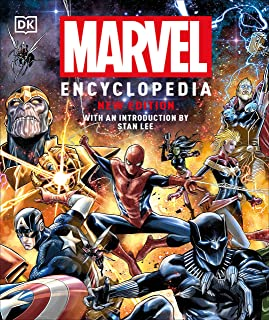 DK
MARVEL
ENCYCLOPEDIA
NEW EDITION
WITH AN INTRODUCTION BY
STAN LEE